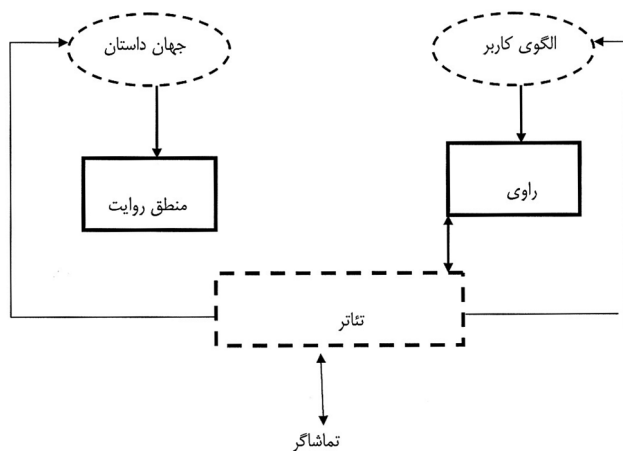 الگوی کاربر
جهان داستان
راوی
منطق روایت
تئاتر
تماشاگر